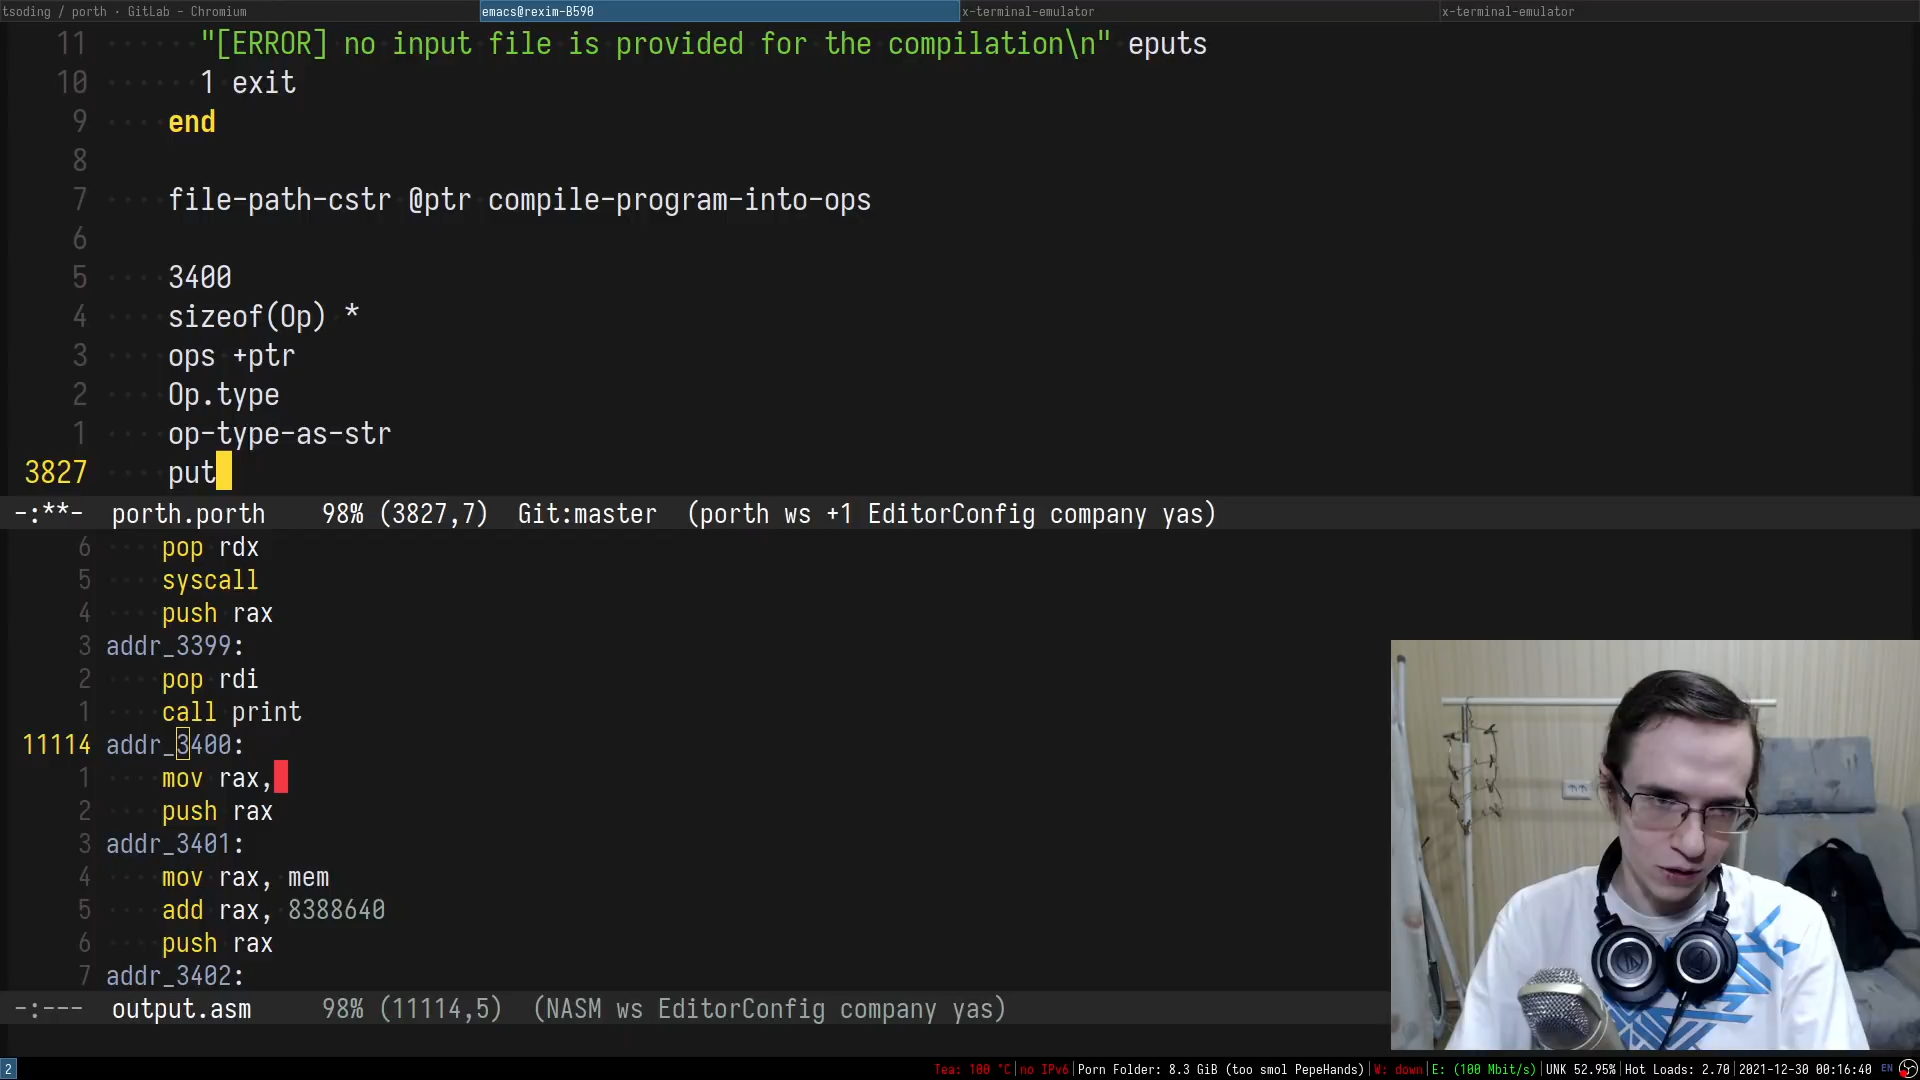 tsoding / porth · GitLab - Chromium emacs@rexim-B590 x-terminal-emulator x-terminal-emulator
11 "[ERROR] no input file is provided for the compilation\n" eputs
10 1 exit
9 end
8
7 file-path-cstr @ptr compile-program-into-ops
6
5 3400
4 sizeof(Op) *
3 ops +ptr
2 Op.type
1 op-type-as-str
3827 put
-:**- porth.porth 98% (3827,7) Git:master (porth ws +1 EditorConfig company yas)
6 pop rdx
5 syscall
4 push rax
3 addr_3399:
2 pop rdi
1 call print
11114 addr_3400:
1 mov rax,
2 push rax
3 addr_3401:
4 mov rax, mem
5 add rax, 8388640
6 push rax
7 addr_3402:
-:--- output.asm 98% (11114,5) (NASM ws EditorConfig company yas)
2 Tea: 100 °C|no IPv6|Porn Folder: 8.3 GiB (too smol PepeHands)|W: down|E: (100 Mbit/s)|UNK 52.95%|Hot Loads: 2.70|2021-12-30 00:16:40 EN